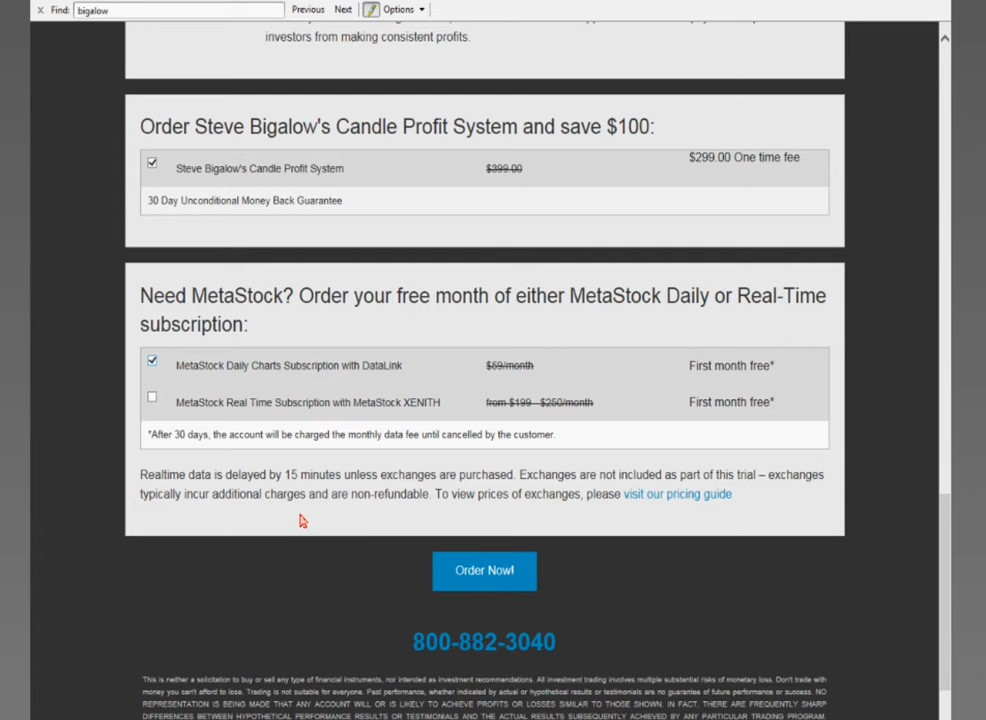 X Find: bigalow Previous Next Options
investors from making consistent profits.
Order Steve Bigalow's Candle Profit System and save $100:
Steve Bigalow's Candle Profit System $399.00 $299.00 One time fee
30 Day Unconditional Money Back Guarantee
Need MetaStock? Order your free month of either MetaStock Daily or Real-Time
subscription:
MetaStock Daily Charts Subscription with DataLink $59/month First month free*
MetaStock Real Time Subscription with MetaStock XENITH from $199 - $250/month First month free*
*After 30 days, the account will be charged the monthly data fee until cancelled by the customer.
Realtime data is delayed by 15 minutes unless exchanges are purchased. Exchanges are not included as part of this trial – exchanges
typically incur additional charges and are non-refundable. To view prices of exchanges, please visit our pricing guide
Order Now!
800-882-3040
This is neither a solicitation to buy or sell any type of financial instruments, nor intended as investment recommendations. All investment trading involves multiple substantial risks of monetary loss. Don't trade with
money you can't afford to lose. Trading is not suitable for everyone. Past performance, whether indicated by actual or hypothetical results or testimonials are no guarantee of future performance or success. NO
REPRESENTATION IS BEING MADE THAT ANY ACCOUNT WILL OR IS LIKELY TO ACHIEVE PROFITS OR LOSSES SIMILAR TO THOSE SHOWN. IN FACT, THERE ARE FREQUENTLY SHARP
DIFFERENCES BETWEEN HYPOTHETICAL PERFORMANCE RESULTS OR TESTIMONIALS AND THE ACTUAL RESULTS SUBSEQUENTLY ACHIEVED BY ANY PARTICULAR TRADING PROGRAM